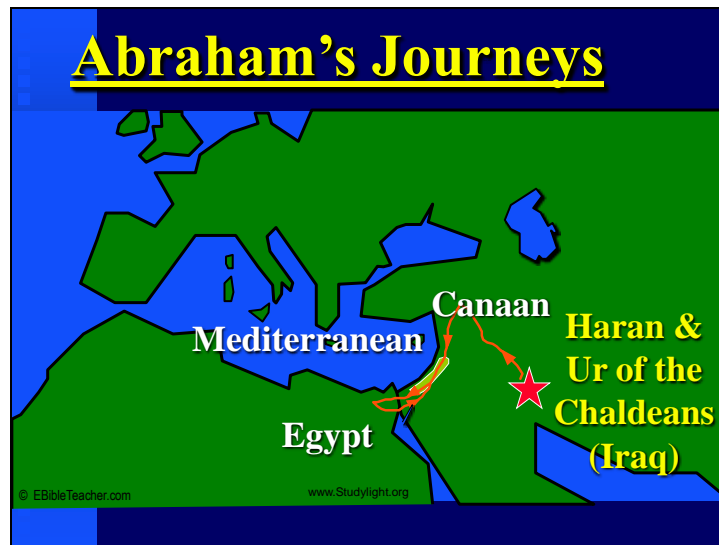 Abraham’s Journeys
Canaan
Mediterranean
Haran &
Ur of the
Chaldeans
(Iraq)
Egypt
© EBibleTeacher.com
www.Studylight.org